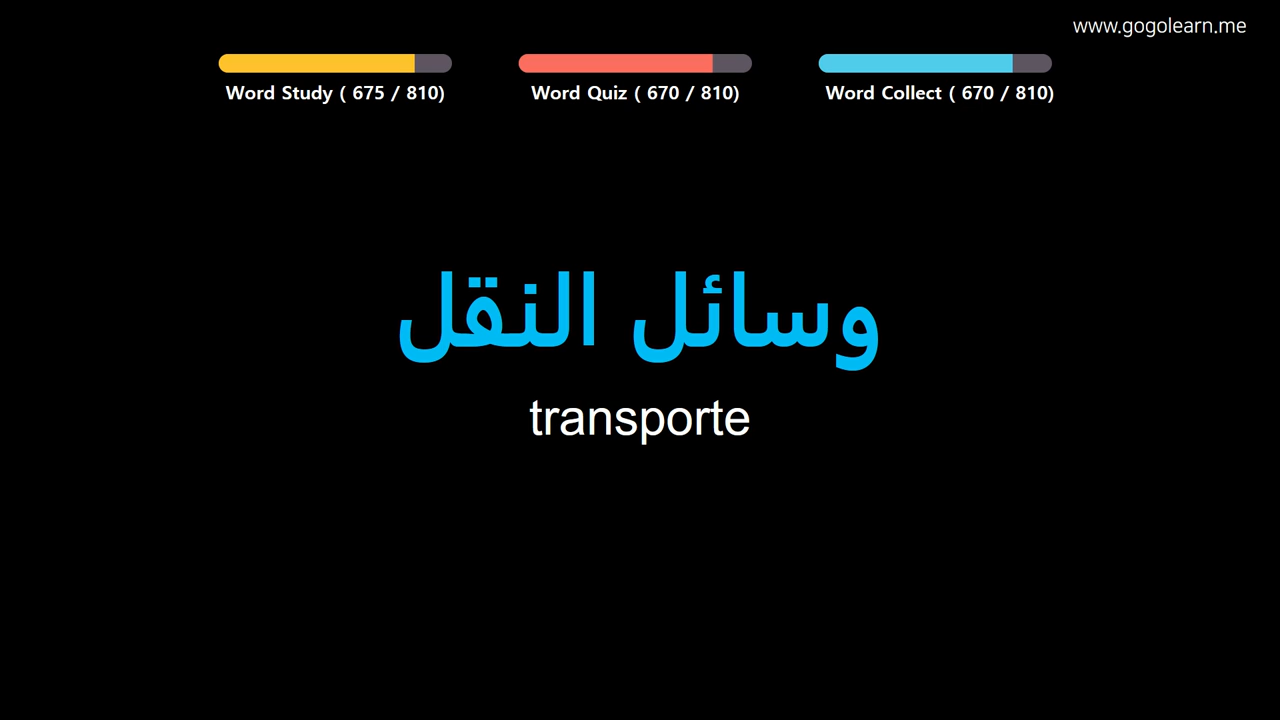 www.gogolearn.me
Word Study ( 675 / 810)
Word Quiz ( 670 / 810)
Word Collect ( 670 / 810)
وسائل النقل
transporte